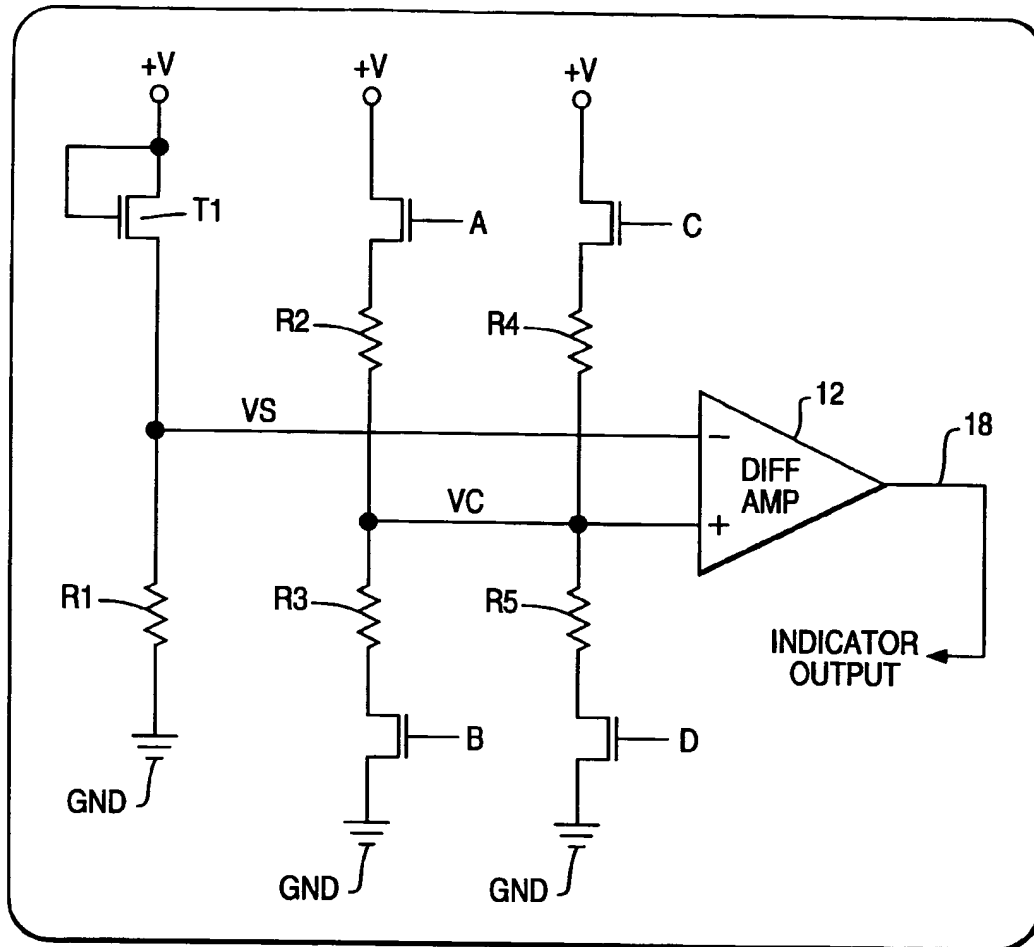 +V
+V
+V
T1
A
C
R2
R4
VS
12
18
−
DIFF
AMP
VC
+
R1
R3
R5
INDICATOR
OUTPUT
B
D
GND
GND
GND